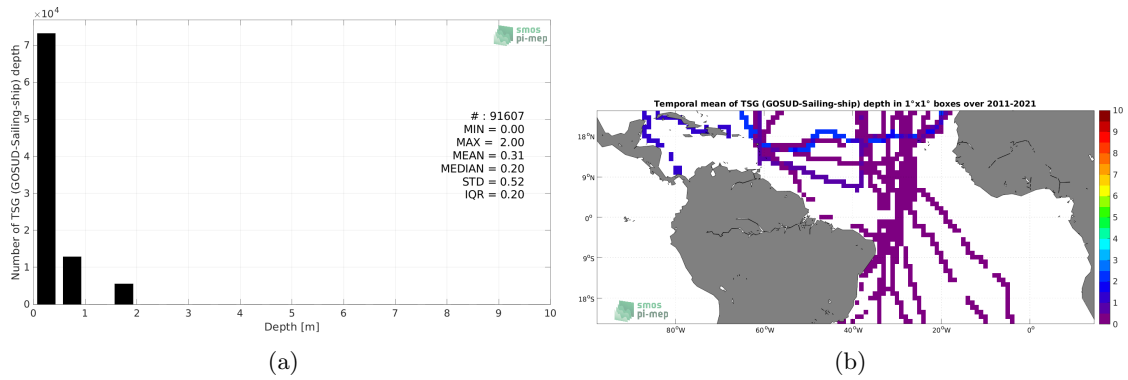 ×10⁴
7
6
5
4
3
2
1
0
Number of TSG (GOSUD-Sailing-ship) depth
smos
pi-mep
# : 91607
MIN = 0.00
MAX = 2.00
MEAN = 0.31
MEDIAN = 0.20
STD = 0.52
IQR = 0.20
0 1 2 3 4 5 6 7 8 9 10
Depth [m]
(a)
Temporal mean of TSG (GOSUD-Sailing-ship) depth in 1°x1° boxes over 2011-2021
18°N
9°N
0°
9°S
18°S
smos
pi-mep
80°W 60°W 40°W 20°W 0°
10
9
8
7
6
5
4
3
2
1
0
(b)